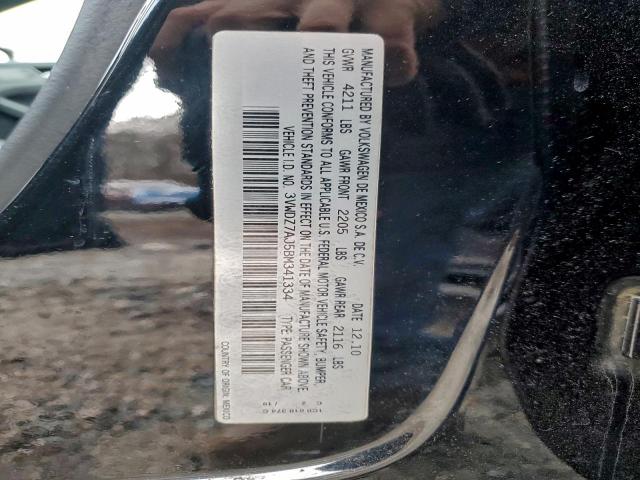 MANUFACTURED BY VOLKSWAGEN DE MEXICO S.A. DE C.V. DATE 12.10
GVWR 4211 LBS GAWR FRONT 2205 LBS GAWR REAR 2116 LBS
THIS VEHICLE CONFORMS TO ALL APPLICABLE U.S. FEDERAL MOTOR VEHICLE SAFETY, BUMPER,
AND THEFT PREVENTION STANDARDS IN EFFECT ON THE DATE OF MANUFACTURE SHOWN ABOVE.
VEHICLE I.D. NO. 3VWDZ7AJ5BM341334 (TYPE: PASSENGER CAR
COUNTRY OF ORIGIN: MEXICO